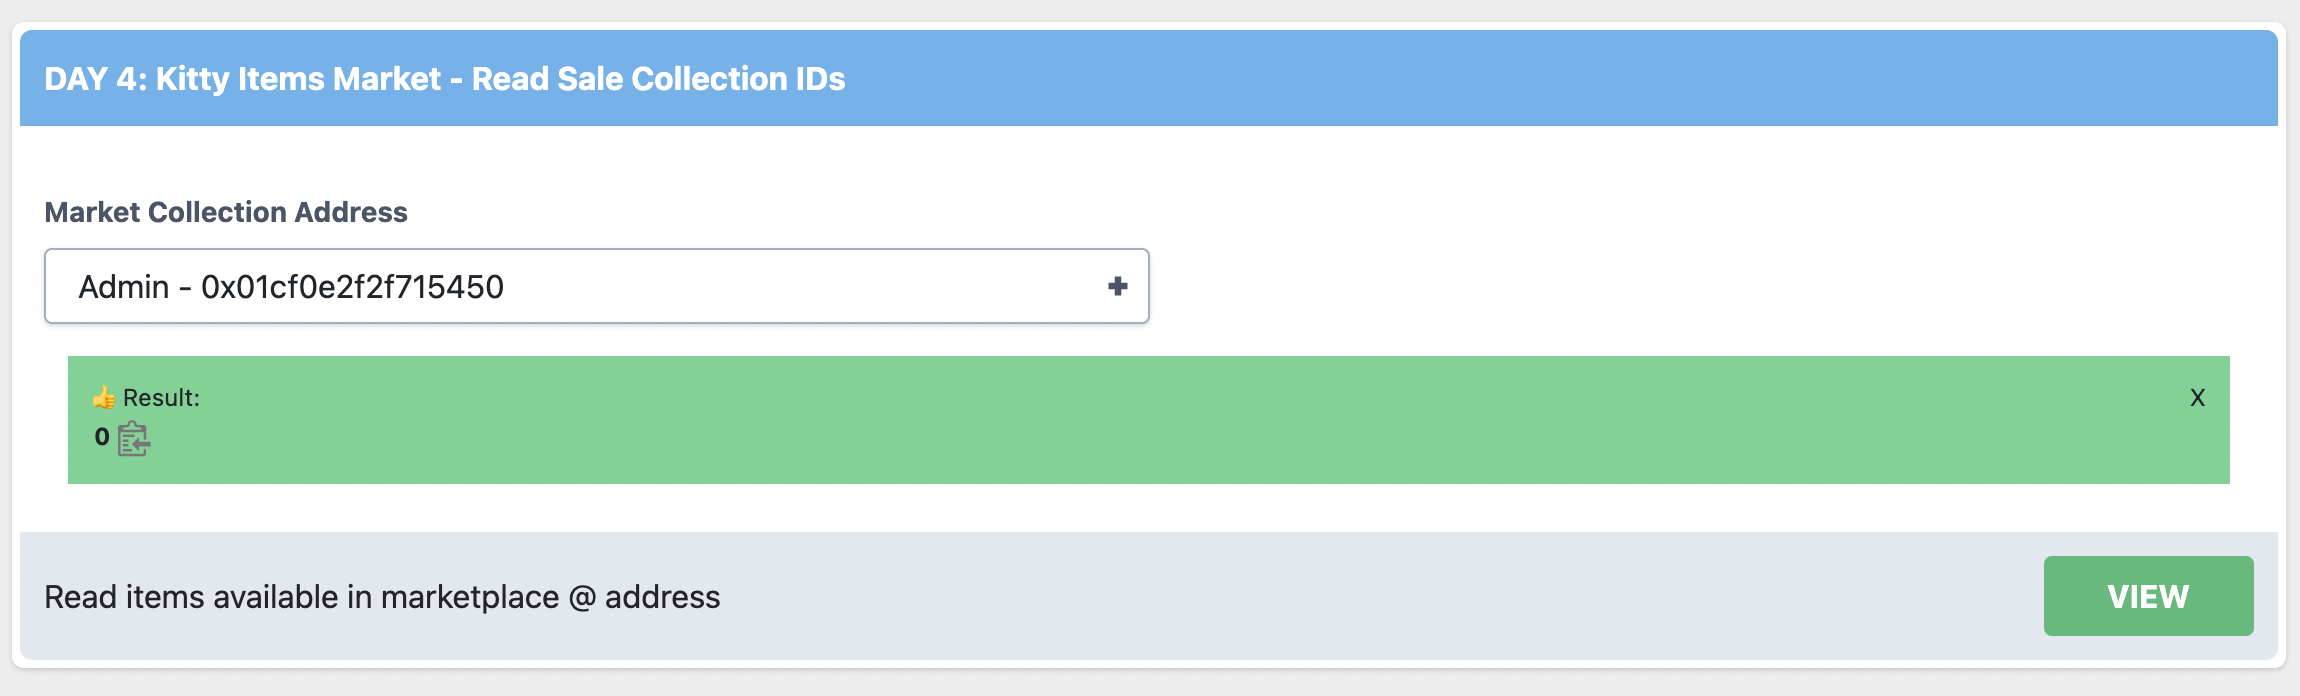 DAY 4: Kitty Items Market - Read Sale Collection IDs
Market Collection Address
Admin - 0x01cf0e2f2f715450
👍 Result:
X
0
Read items available in marketplace @ address
VIEW